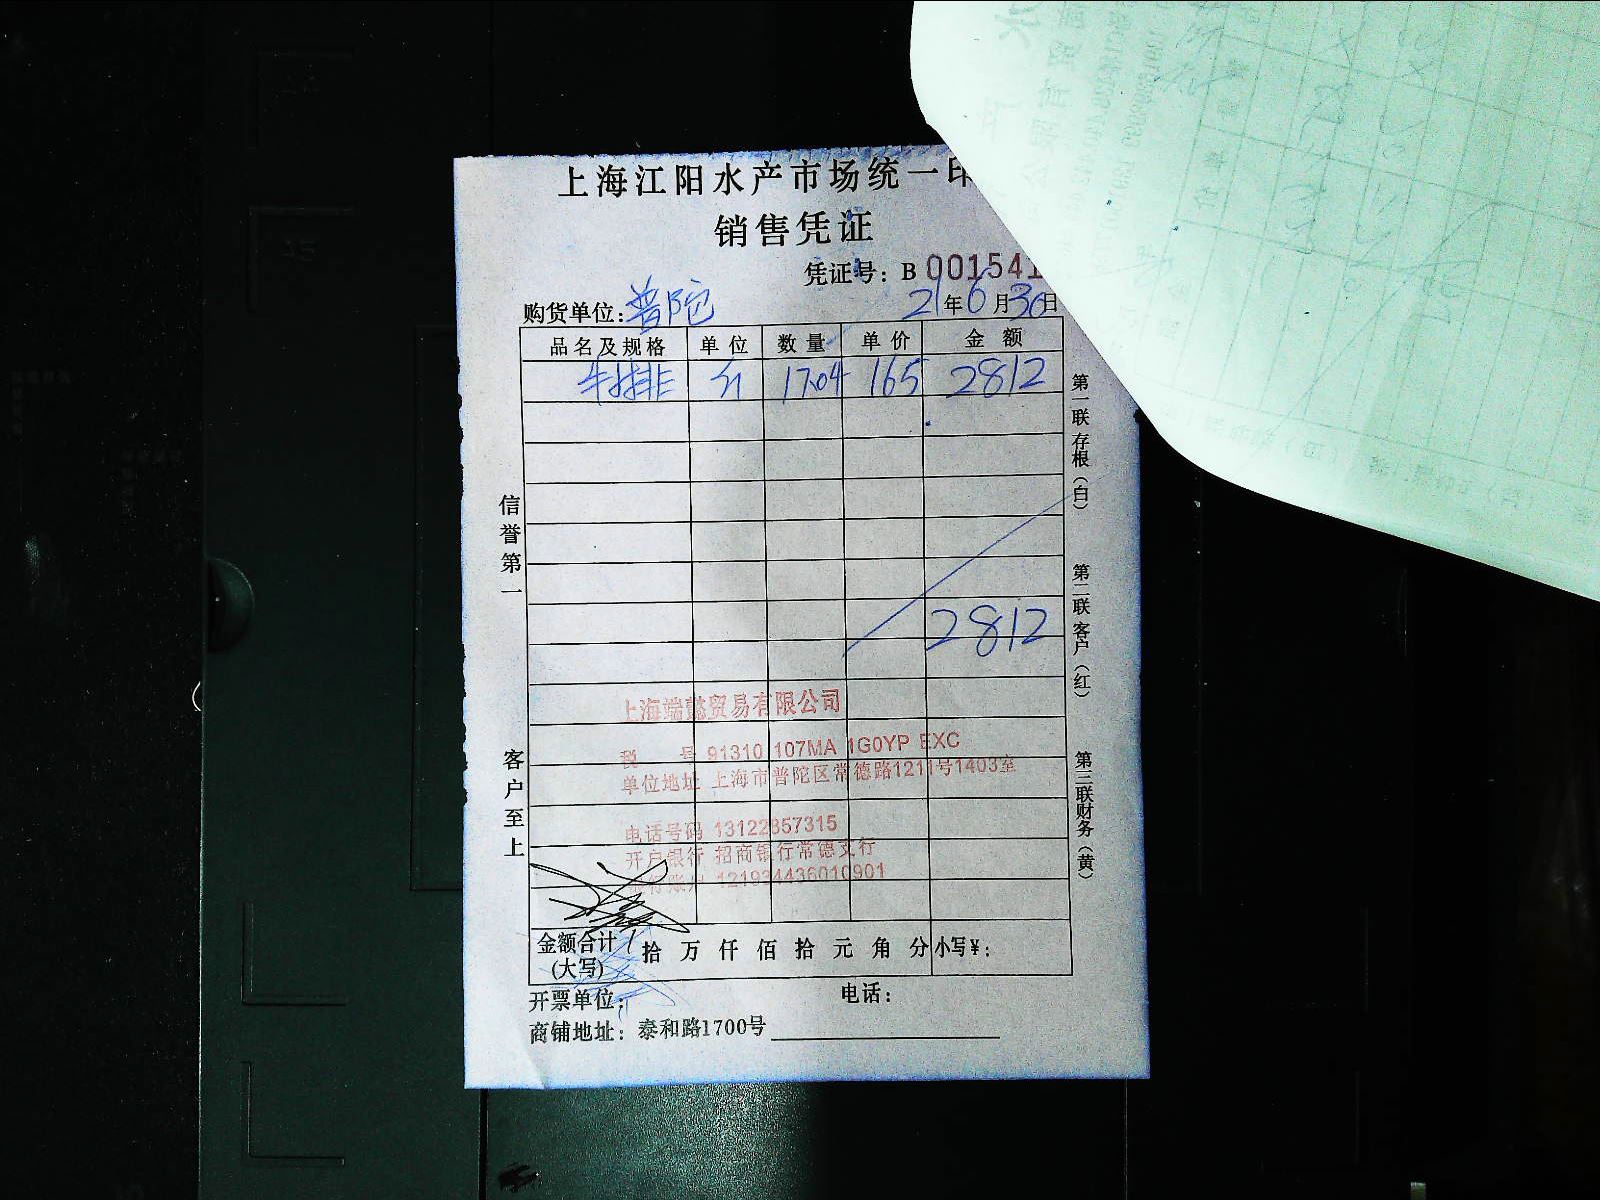 上海江阳水产市场统一印
销售凭证
凭证号：B 001541
购货单位：普陀 21年6月30日
品名及规格 单位 数量 单价 金额
牛排 斤 17.04 165 2812
2812
信誉第一
客户至上
第一联存根（白）
第二联客户（红）
第三联财务（黄）
上海端懿贸易有限公司
税 号 91310 107MA 1G0YP EXC
单位地址 上海市普陀区常德路1211号1403室
电话号码 13122857315
开户银行 招商银行常德支行
121934436010901
金额合计（大写） 拾 万 仟 佰 拾 元 角 分 小写¥：
开票单位： 电话：
商铺地址：泰和路1700号